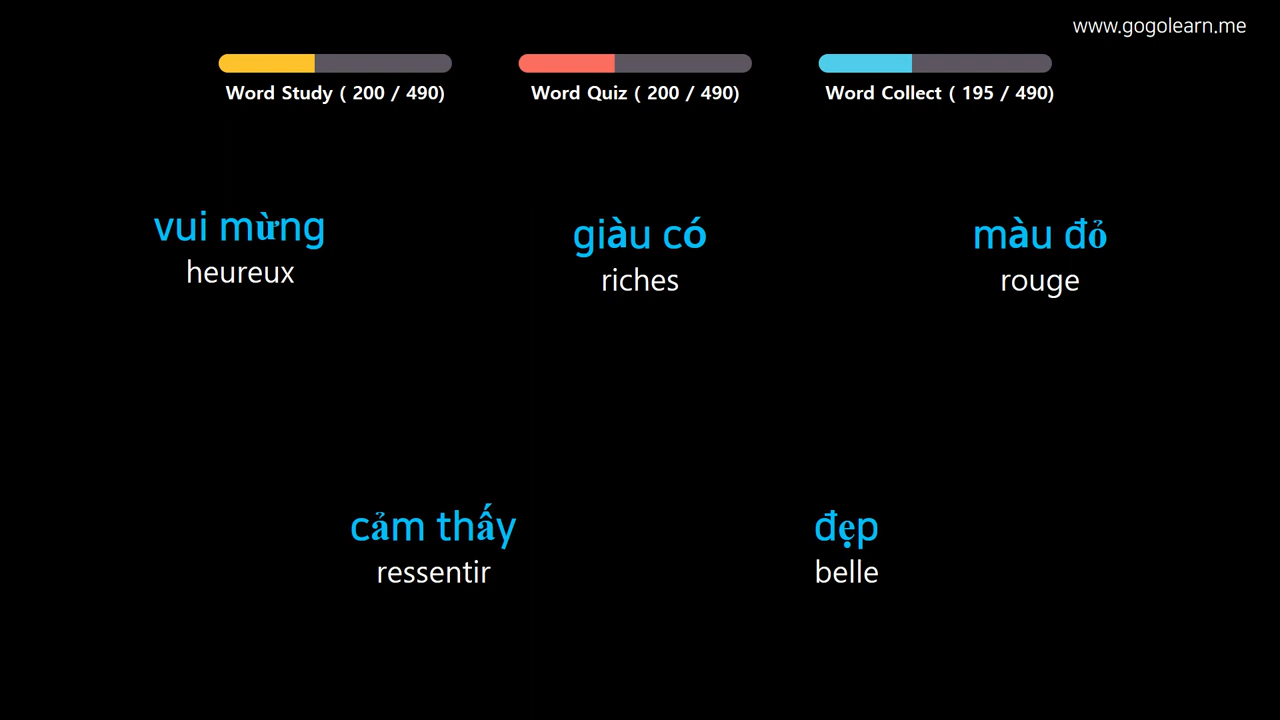 www.gogolearn.me
Word Study ( 200 / 490)
Word Quiz ( 200 / 490)
Word Collect ( 195 / 490)
vui mừng
heureux
giàu có
riches
màu đỏ
rouge
cảm thấy
ressentir
đẹp
belle